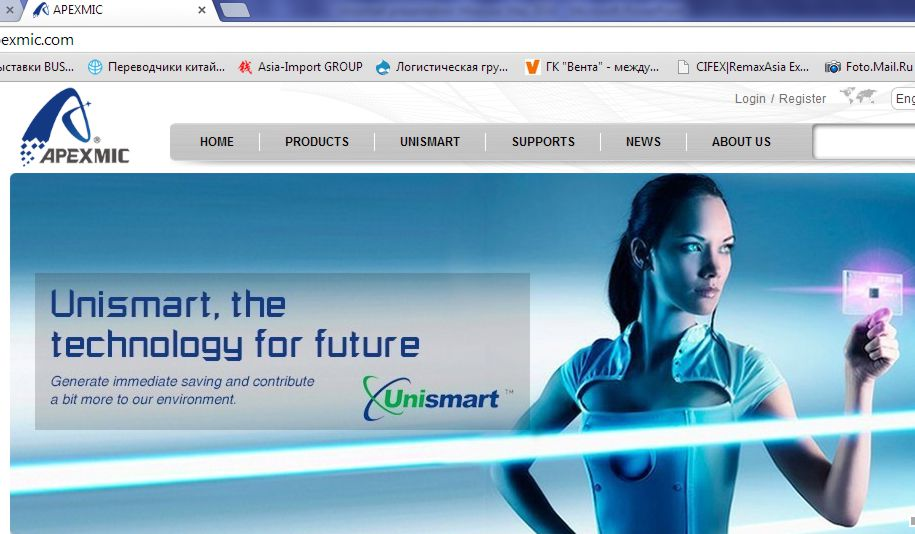 APEXMIC
exmic.com
ыставки BUS... Переводчики китай... Asia-Import GROUP Логистическая гру... ГК "Вента" - между... CIFEX|RemaxAsia Ex... Foto.Mail.Ru
Login / Register Eng
APEXMIC
HOME PRODUCTS UNISMART SUPPORTS NEWS ABOUT US
Unismart, the
technology for future
Generate immediate saving and contribute
a bit more to our environment.
Unismart ™